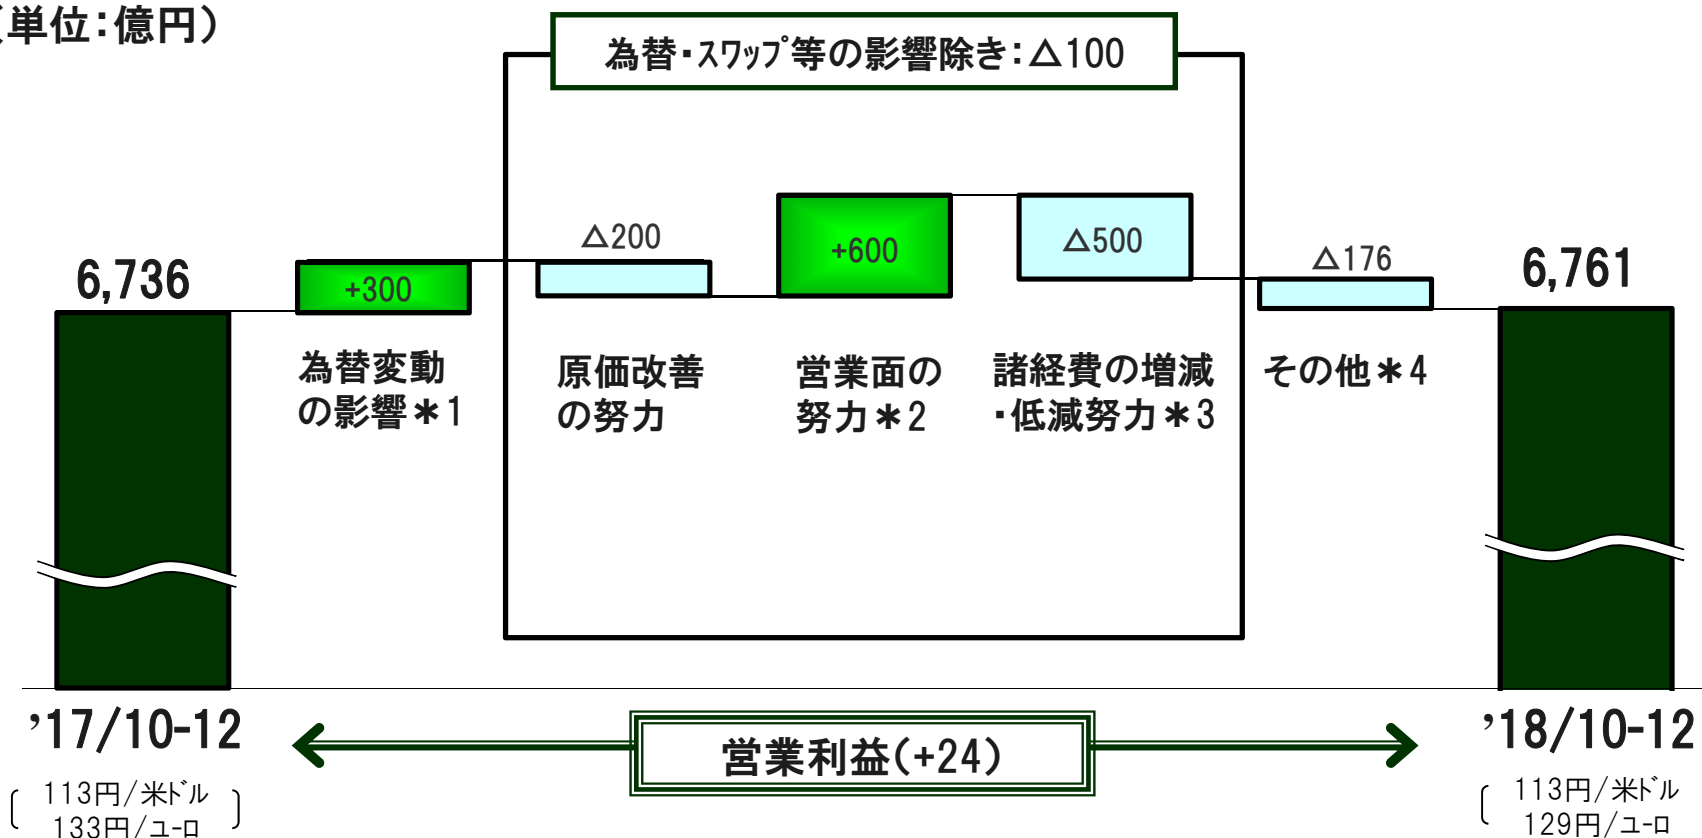 (単位：億円)
為替・ｽﾜｯﾌﾟ等の影響除き：△100
6,736
+300
△200
+600
△500
△176
6,761
為替変動
の影響＊1
原価改善
の努力
営業面の
努力＊2
諸経費の増減
・低減努力＊3
その他＊4
’17/10-12
営業利益(+24)
’18/10-12
113円/米ﾄﾞﾙ
133円/ﾕｰﾛ
113円/米ﾄﾞﾙ
129円/ﾕｰﾛ